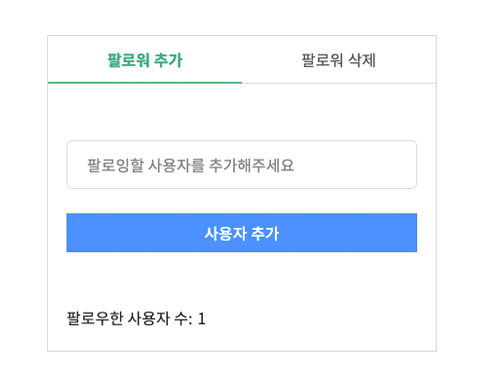 팔로워 추가
팔로워 삭제
팔로잉할 사용자를 추가해주세요
사용자 추가
팔로우한 사용자 수: 1